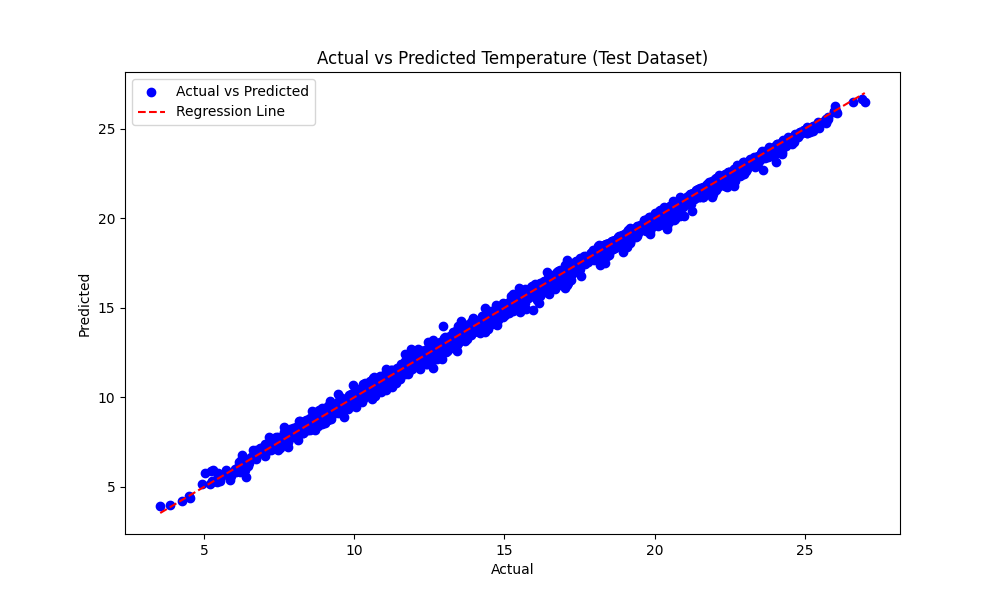 Actual vs Predicted Temperature (Test Dataset)
Actual vs Predicted
Regression Line
25
20
15
10
5
Predicted
5 10 15 20 25
Actual